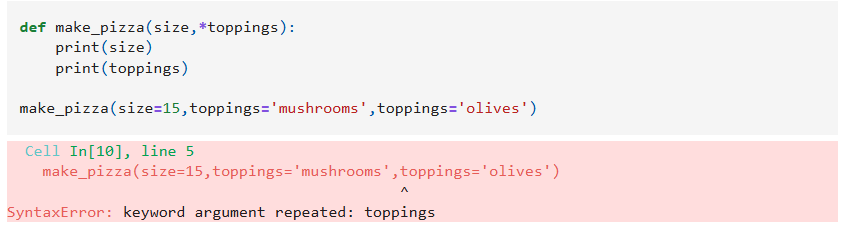 def make_pizza(size,*toppings):
    print(size)
    print(toppings)
make_pizza(size=15,toppings='mushrooms',toppings='olives')
Cell In[10], line 5
    make_pizza(size=15,toppings='mushrooms',toppings='olives')
                                            ^
SyntaxError: keyword argument repeated: toppings